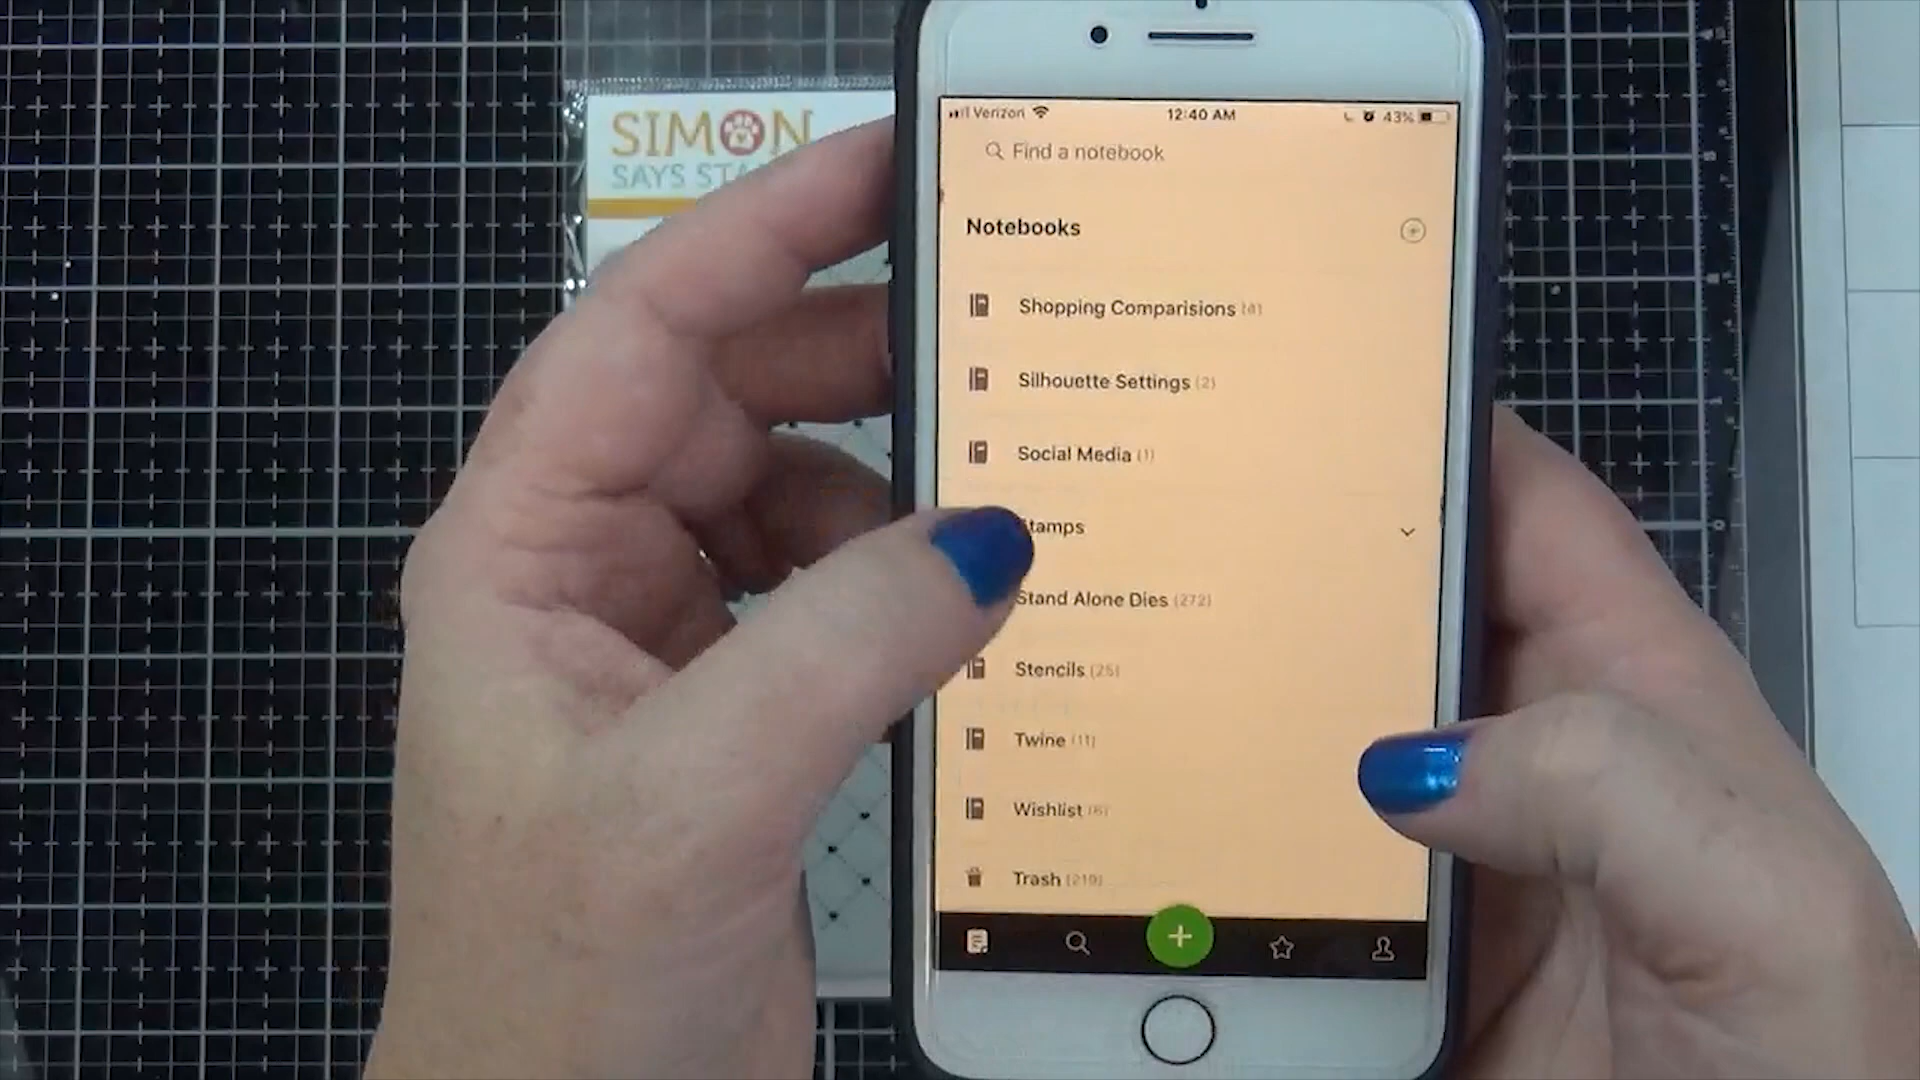 SIMON
SAYS STA
Verizon 12:40 AM 43%
Find a notebook
Notebooks
Shopping Comparisions (4)
Silhouette Settings (2)
Social Media (1)
Stamps
Stand Alone Dies (272)
Stencils (25)
Twine (11)
Wishlist (6)
Trash (219)